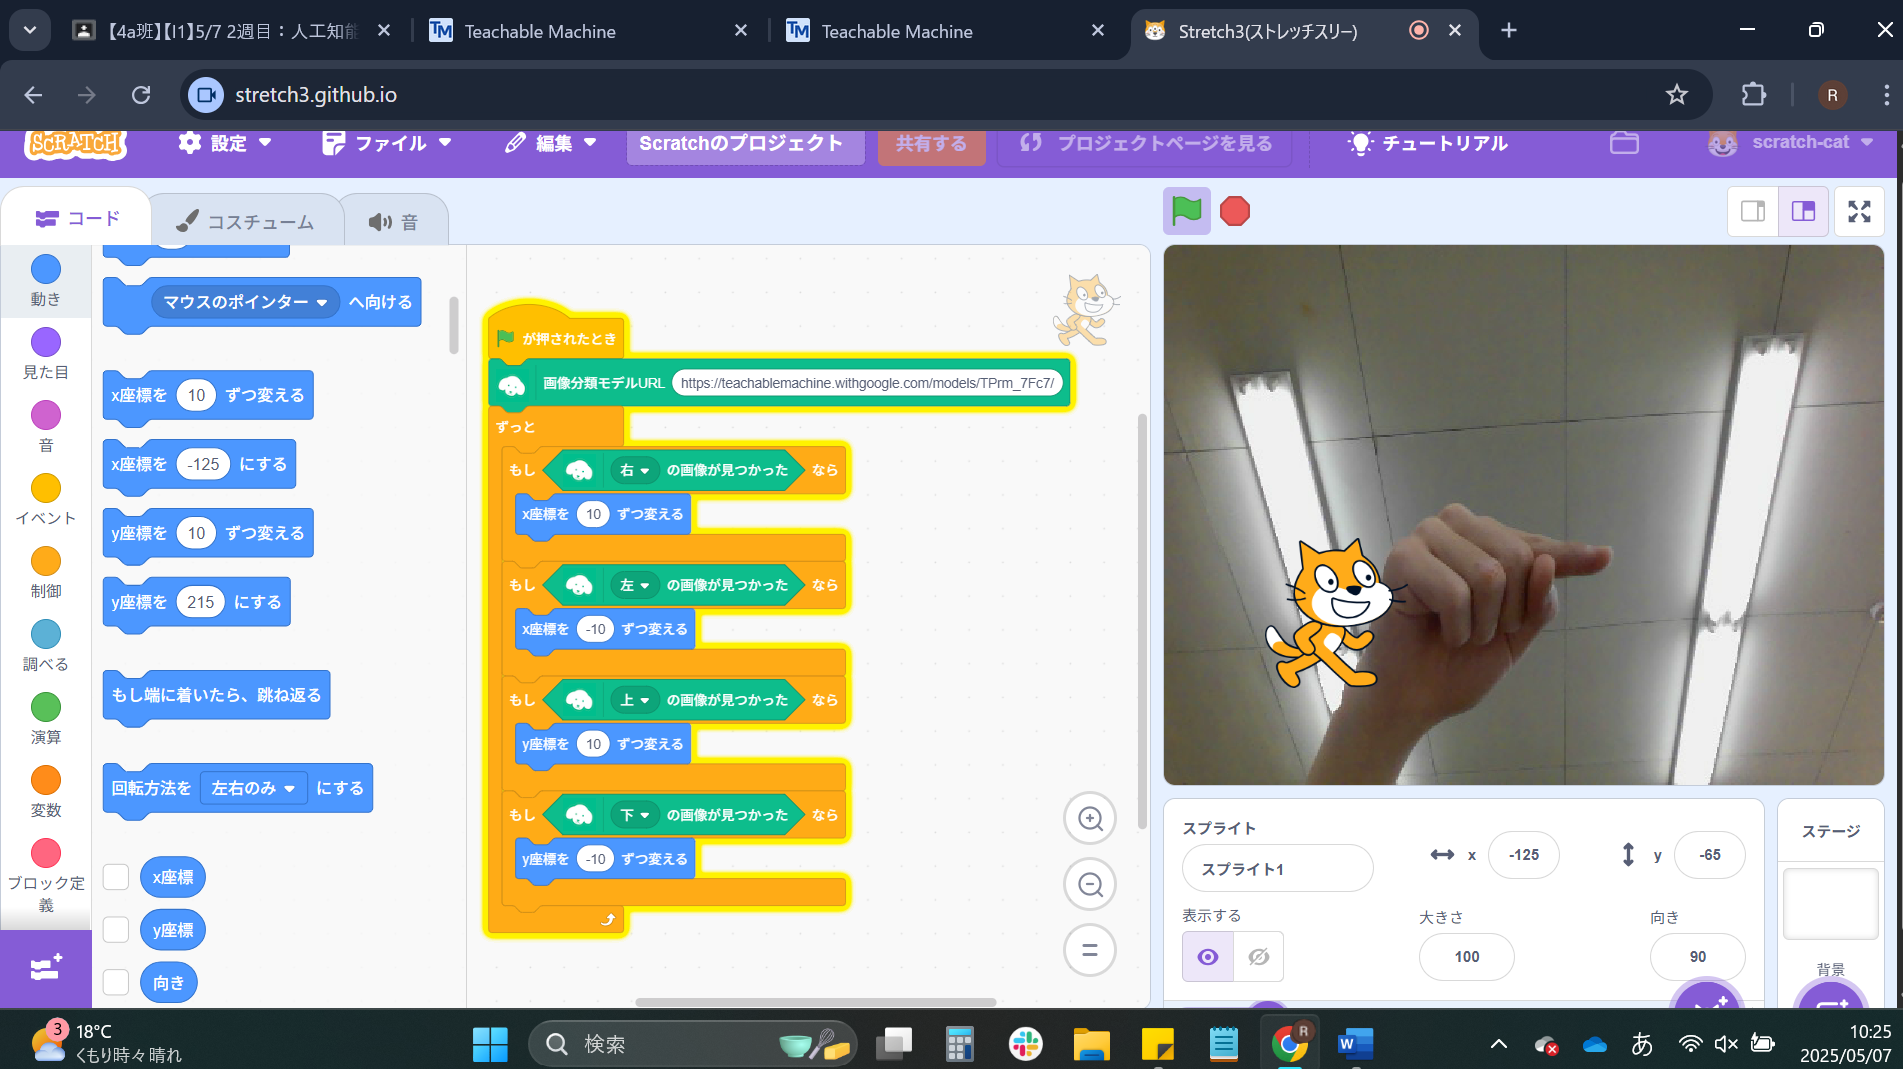 【4a班】【I1】5/7 2週目：人工知能
Teachable Machine
Teachable Machine
Stretch3(ストレッチスリー)
stretch3.github.io
R
SCRATCH
設定
ファイル
編集
Scratchのプロジェクト
共有する
プロジェクトページを見る
チュートリアル
scratch-cat
コード
コスチューム
音
動き
見た目
音
イベント
制御
調べる
演算
変数
ブロック定
義
マウスのポインター へ向ける
x座標を 10 ずつ変える
x座標を -125 にする
y座標を 10 ずつ変える
y座標を 215 にする
もし端に着いたら、跳ね返る
回転方法を 左右のみ にする
x座標
y座標
向き
が押されたとき
画像分類モデルURL https://teachablemachine.withgoogle.com/models/TPrm_7Fc7/
ずっと
もし 右 の画像が見つかった なら
x座標を 10 ずつ変える
もし 左 の画像が見つかった なら
x座標を -10 ずつ変える
もし 上 の画像が見つかった なら
y座標を 10 ずつ変える
もし 下 の画像が見つかった なら
y座標を -10 ずつ変える
スプライト
スプライト1
x -125
y -65
表示する
大きさ
100
向き
90
ステージ
背景
3
18°C
くもり時々晴れ
検索
R
W
あ
10:25
2025/05/07